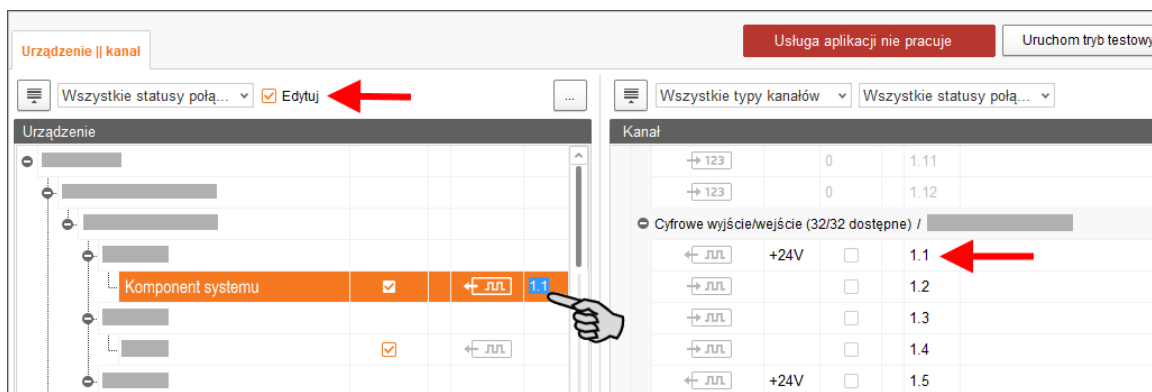 Usługa aplikacji nie pracuje
Uruchom tryb testowy
Urządzenie || kanał
Wszystkie statusy połą...
Edytuj
...
Wszystkie typy kanałów
Wszystkie statusy połą...
Urządzenie
Kanał
123 0 1.11
123 0 1.12
Cyfrowe wyjście/wejście (32/32 dostępne) /
+24V 1.1
Komponent systemu 1.1
1.2
1.3
1.4
+24V 1.5